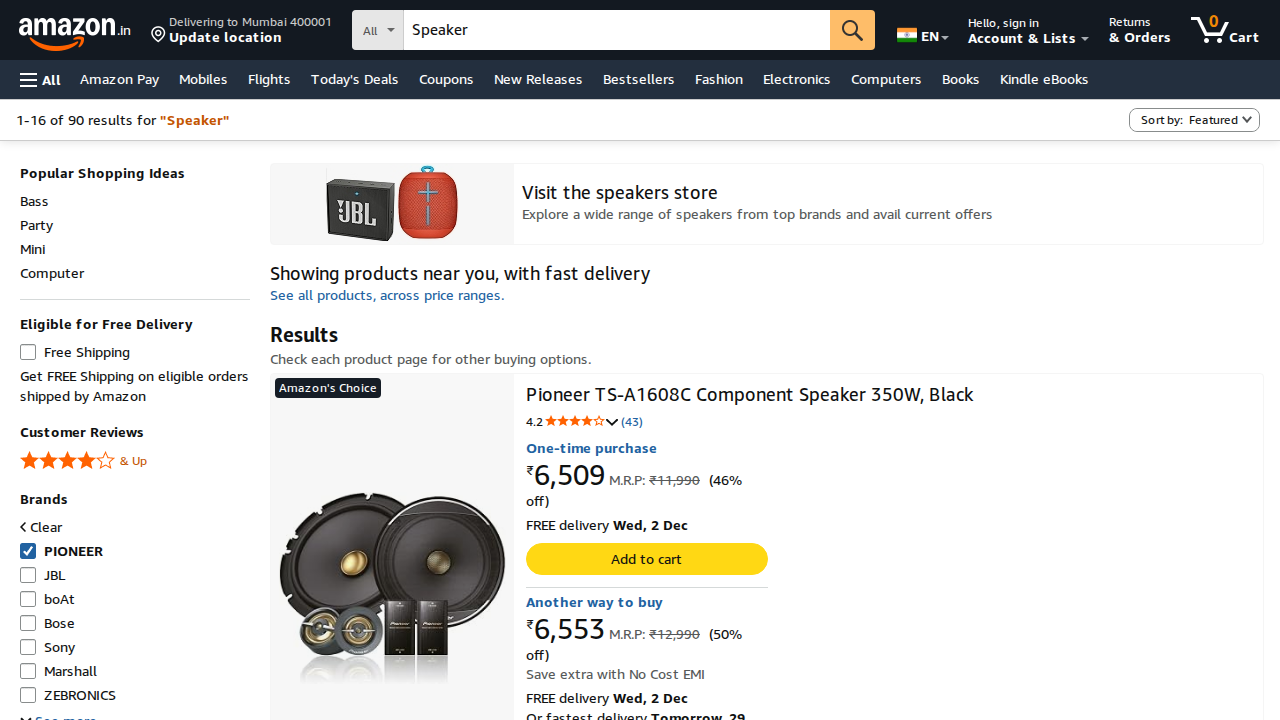 amazon.in
Delivering to Mumbai 400001
Update location
All
Speaker
EN
Hello, sign in
Account & Lists
Returns
& Orders
0
Cart
All
Amazon Pay
Mobiles
Flights
Today's Deals
Coupons
New Releases
Bestsellers
Fashion
Electronics
Computers
Books
Kindle eBooks
1-16 of 90 results for "Speaker"
Sort by: Featured
Popular Shopping Ideas
Bass
Party
Mini
Computer
Eligible for Free Delivery
Free Shipping
Get FREE Shipping on eligible orders
shipped by Amazon
Customer Reviews
& Up
Brands
Clear
PIONEER
JBL
boAt
Bose
Sony
Marshall
ZEBRONICS
See more
JBL
Visit the speakers store
Explore a wide range of speakers from top brands and avail current offers
Showing products near you, with fast delivery
See all products, across price ranges.
Results
Check each product page for other buying options.
Amazon's Choice
Pioneer TS-A1608C Component Speaker 350W, Black
4.2 (43)
One-time purchase
₹6,509 M.R.P: ₹11,990 (46%
off)
FREE delivery Wed, 2 Dec
Add to cart
Another way to buy
₹6,553 M.R.P: ₹12,990 (50%
off)
Save extra with No Cost EMI
FREE delivery Wed, 2 Dec
Or fastest delivery Tomorrow, 29